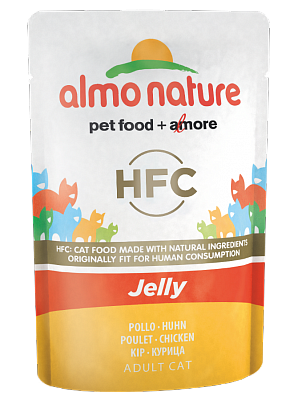 almo nature
pet food + almore
HFC
HFC: CAT FOOD MADE WITH NATURAL INGREDIENTS
ORIGINALLY FIT FOR HUMAN CONSUMPTION
Jelly
POLLO - HUHN
POULET - CHICKEN
KIP - КУРИЦА
ADULT CAT